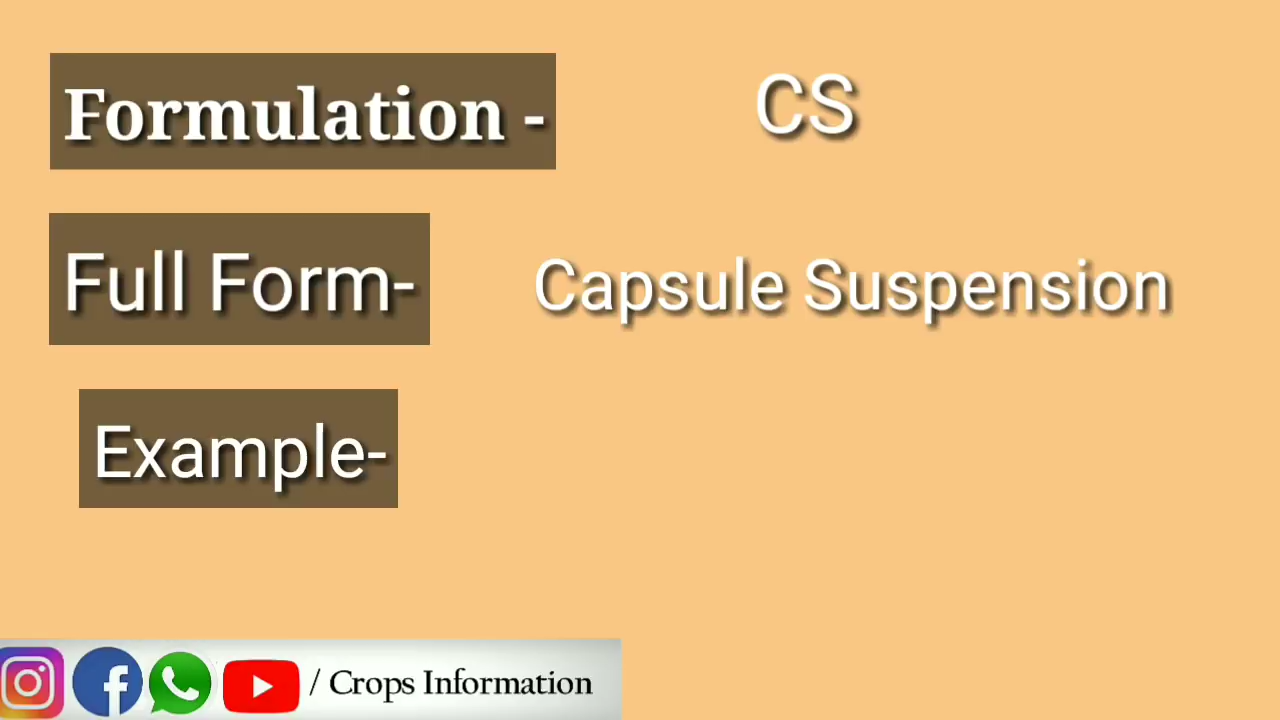 Formulation - CS
Full Form- Capsule Suspension
Example-
/ Crops Information